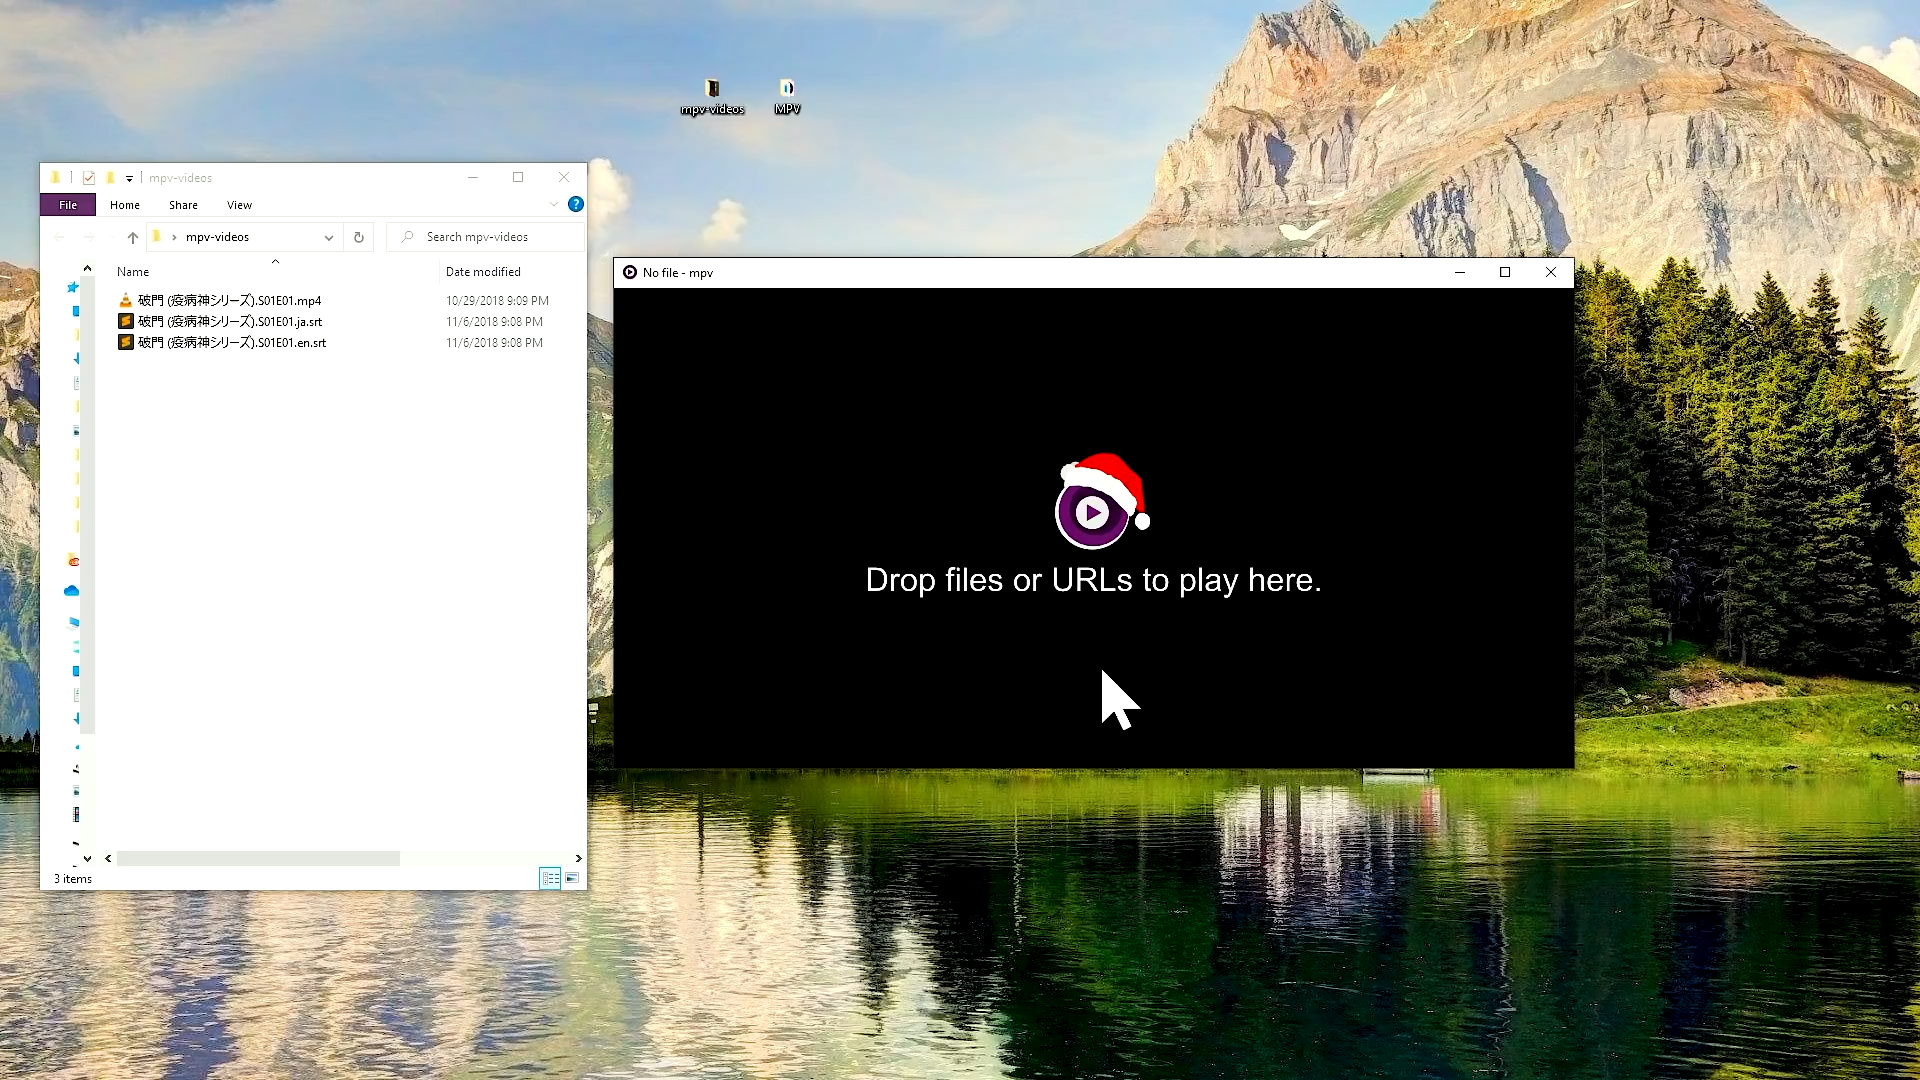 mpv-videos
MPV
mpv-videos
File
Home
Share
View
mpv-videos
Search mpv-videos
Name
Date modified
破門 (疫病神シリーズ).S01E01.mp4
10/29/2018 9:09 PM
破門 (疫病神シリーズ).S01E01.ja.srt
11/6/2018 9:08 PM
破門 (疫病神シリーズ).S01E01.en.srt
11/6/2018 9:08 PM
3 items
No file - mpv
Drop files or URLs to play here.